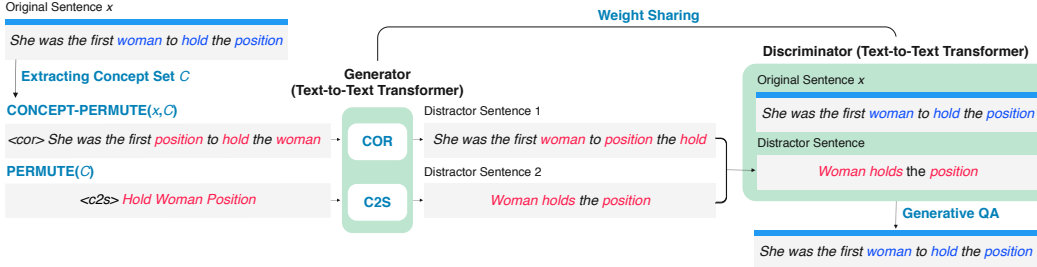 Original Sentence x
She was the first woman to hold the position
Extracting Concept Set C
CONCEPT-PERMUTE(x,C)
<cor> She was the first position to hold the woman
PERMUTE(C)
<c2s> Hold Woman Position
Generator
(Text-to-Text Transformer)
COR
C2S
Weight Sharing
Distractor Sentence 1
She was the first woman to position the hold
Distractor Sentence 2
Woman holds the position
Discriminator (Text-to-Text Transformer)
Original Sentence x
She was the first woman to hold the position
Distractor Sentence
Woman holds the position
Generative QA
She was the first woman to hold the position